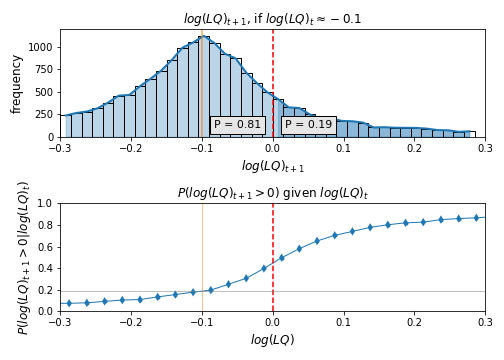 log(LQ)t+1, if log(LQ)t ≈ −0.1
frequency
1000
750
500
250
0
P = 0.81 P = 0.19
−0.3 −0.2 −0.1 0.0 0.1 0.2 0.3
log(LQ)t+1
P(log(LQ)t+1 > 0) given log(LQ)t
P(log(LQ)t+1 > 0|log(LQ)t)
1.0
0.8
0.6
0.4
0.2
0.0
−0.3 −0.2 −0.1 0.0 0.1 0.2 0.3
log(LQ)